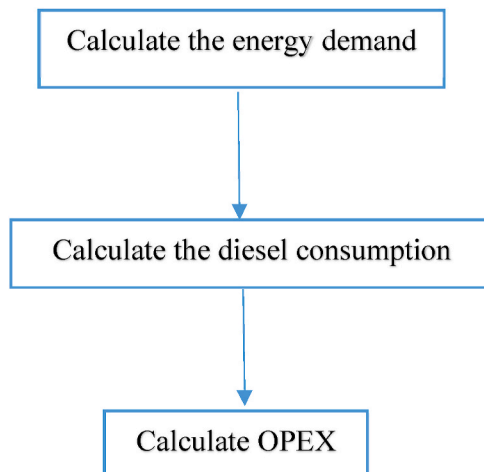 Calculate the energy demand
Calculate the diesel consumption
Calculate OPEX